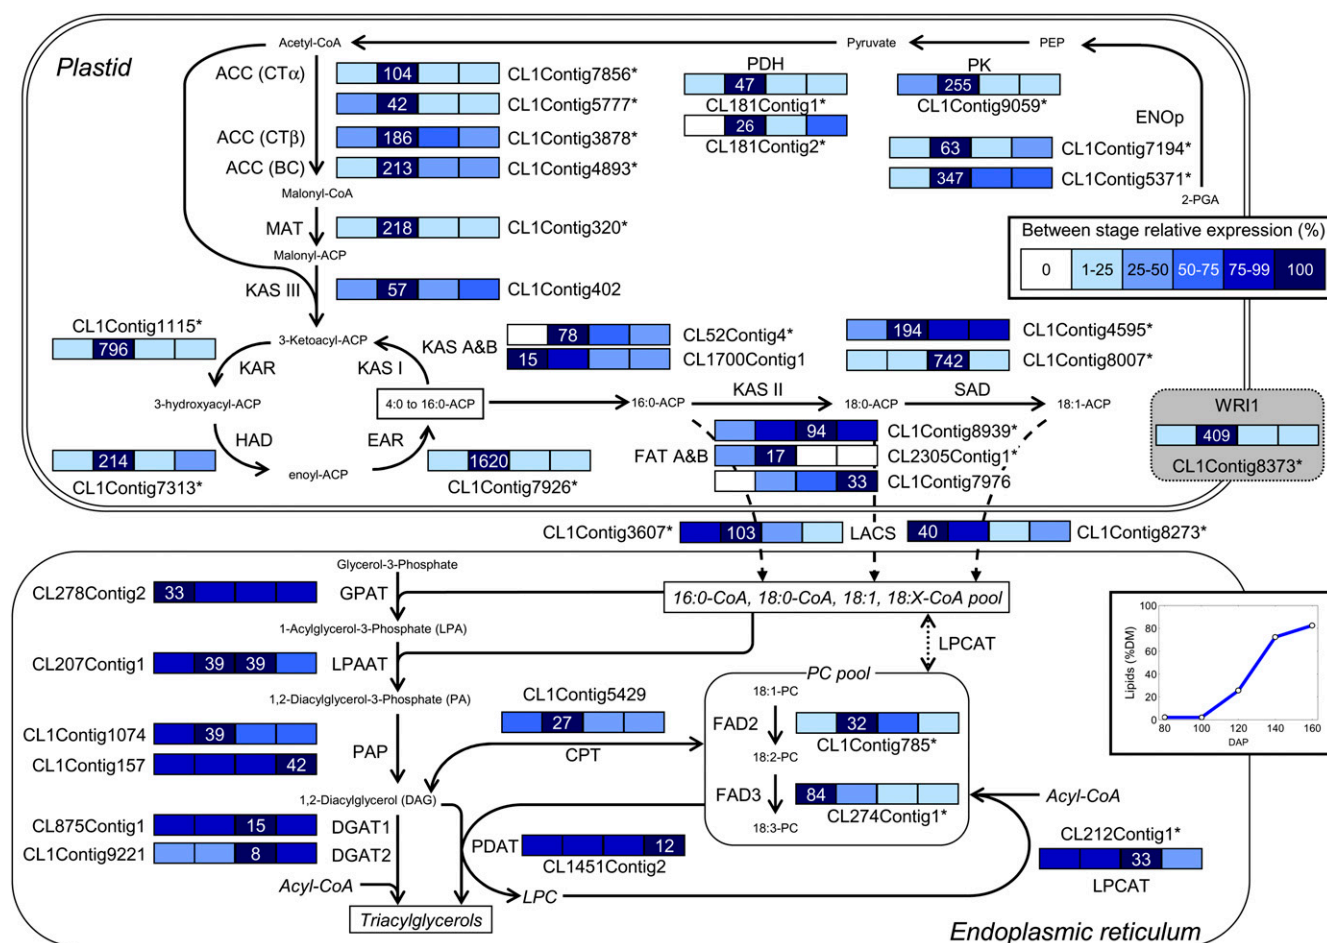 Plastid
Acetyl-CoA
Pyruvate
PEP
ACC (CTα)
104
CL1Contig7856*
42
CL1Contig5777*
ACC (CTβ)
186
CL1Contig3878*
ACC (BC)
213
CL1Contig4893*
Malonyl-CoA
MAT
218
CL1Contig320*
Malonyl-ACP
KAS III
57
CL1Contig402
PDH
47
CL181Contig1*
26
CL181Contig2*
PK
255
CL1Contig9059*
ENOp
63
CL1Contig7194*
347
CL1Contig5371*
2-PGA
Between stage relative expression (%)
0 1-25 25-50 50-75 75-99 100
CL1Contig1115*
796
3-Ketoacyl-ACP
KAR
KAS I
3-hydroxyacyl-ACP
4:0 to 16:0-ACP
HAD
EAR
214
CL1Contig7313*
enoyl-ACP
1620
CL1Contig7926*
KAS A&B
78
CL52Contig4*
15
CL1700Contig1
194
CL1Contig4595*
742
CL1Contig8007*
16:0-ACP
KAS II
18:0-ACP
SAD
18:1-ACP
FAT A&B
94
CL1Contig8939*
17
CL2305Contig1*
33
CL1Contig7976
WRI1
409
CL1Contig8373*
CL1Contig3607*
103
LACS
40
CL1Contig8273*
Glycerol-3-Phosphate
CL278Contig2
33
GPAT
16:0-CoA, 18:0-CoA, 18:1, 18:X-CoA pool
1-Acylglycerol-3-Phosphate (LPA)
CL207Contig1
39 39
LPAAT
LPCAT
1,2-Diacylglycerol-3-Phosphate (PA)
CL1Contig1074
39
CL1Contig157
42
PAP
CL1Contig5429
27
CPT
PC pool
18:1-PC
FAD2
32
CL1Contig785*
18:2-PC
FAD3
84
CL274Contig1*
18:3-PC
1,2-Diacylglycerol (DAG)
CL875Contig1
15
DGAT1
CL1Contig9221
8
DGAT2
PDAT
12
CL1451Contig2
Acyl-CoA
LPC
Triacylglycerols
Acyl-CoA
CL212Contig1*
33
LPCAT
Lipids (%DM)
100
80
60
40
20
0
80 100 120 140 160
DAP
Endoplasmic reticulum